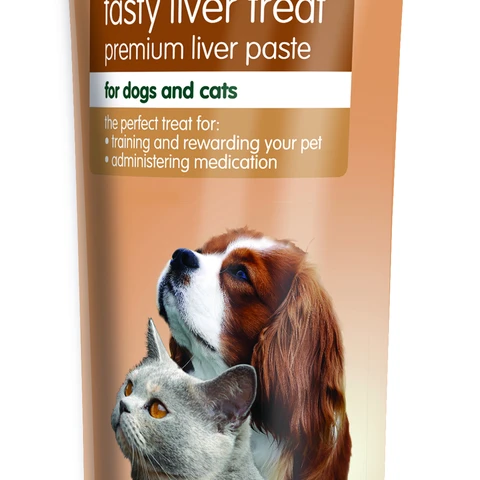 tasty liver treat
premium liver paste
for dogs and cats
the perfect treat for:
• training and rewarding your pet
• administering medication